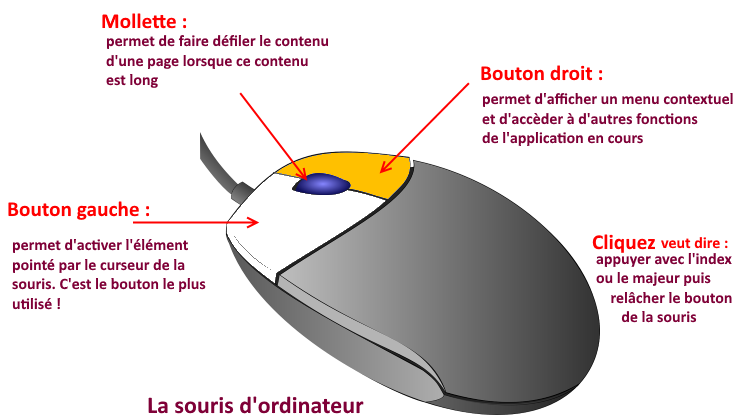 Mollette :
permet de faire défiler le contenu
d'une page lorsque ce contenu
est long
Bouton droit :
permet d'afficher un menu contextuel
et d'accèder à d'autres fonctions
de l'application en cours
Bouton gauche :
permet d'activer l'élément
pointé par le curseur de la
souris. C'est le bouton le plus
utilisé !
Cliquez veut dire :
appuyer avec l'index
ou le majeur puis
relâcher le bouton
de la souris
La souris d'ordinateur